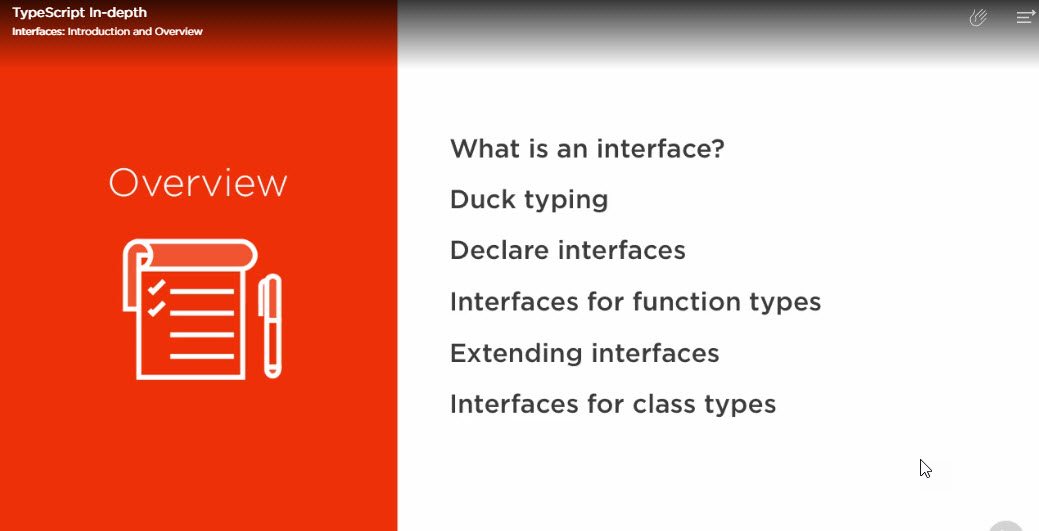 TypeScript In-depth
Interfaces: Introduction and Overview
Overview
What is an interface?
Duck typing
Declare interfaces
Interfaces for function types
Extending interfaces
Interfaces for class types